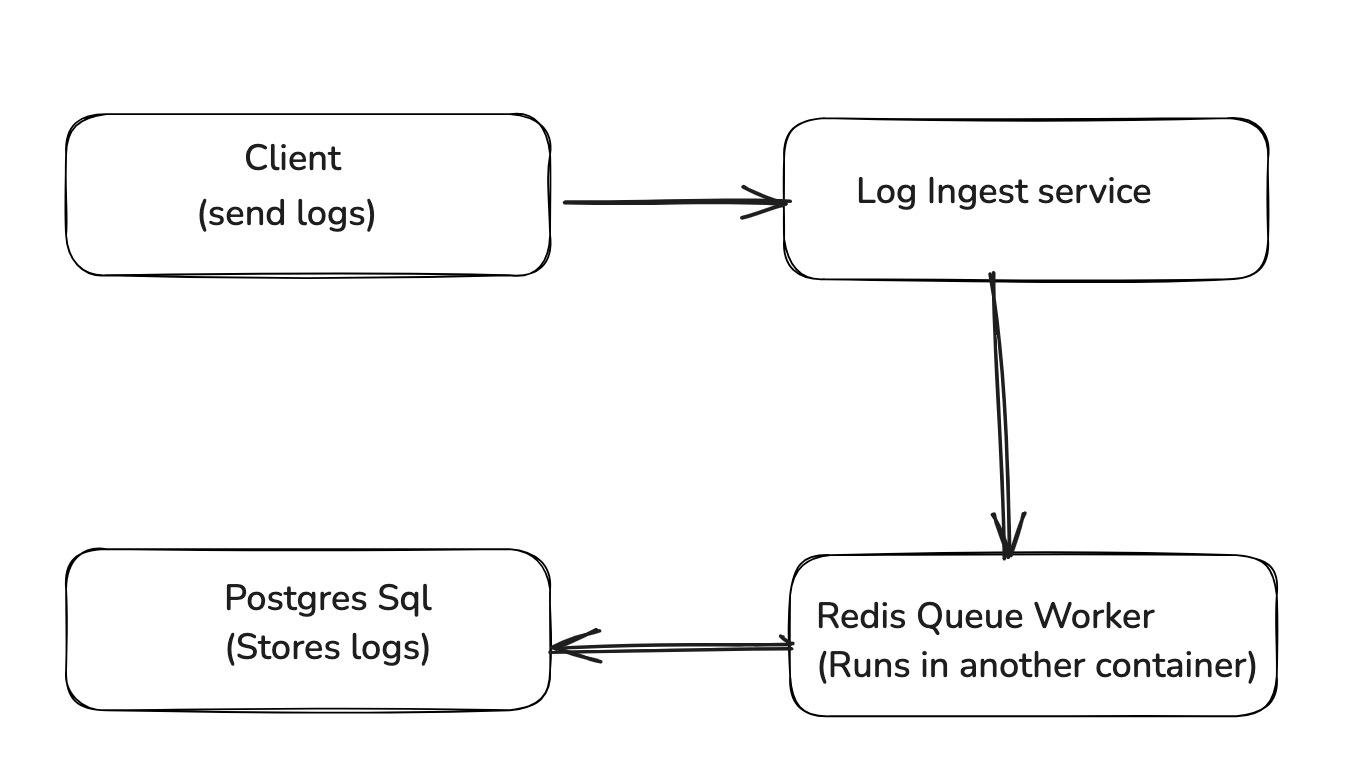 Client
(send logs)
Log Ingest service
Postgres Sql
(Stores logs)
Redis Queue Worker
(Runs in another container)